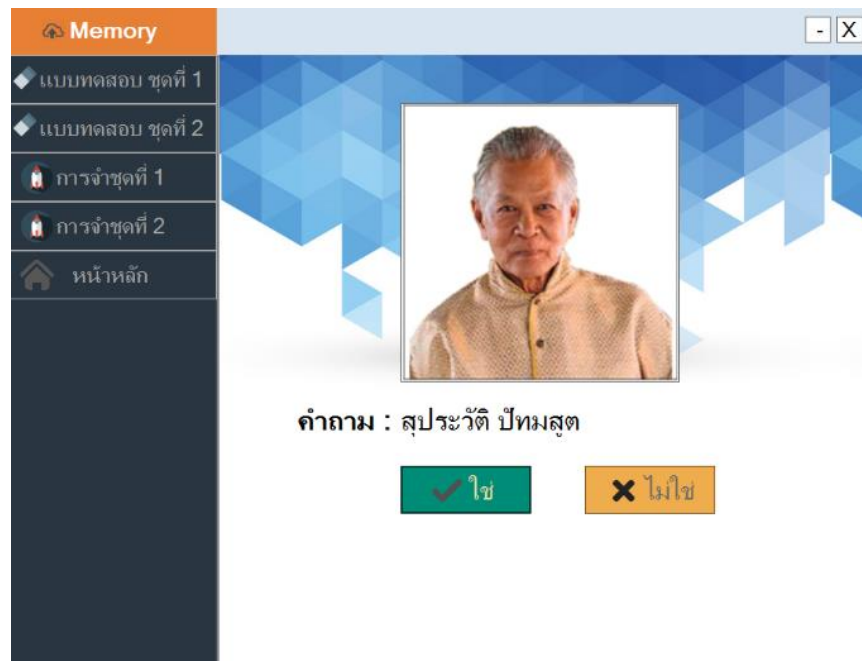 Memory
- X
แบบทดสอบ ชุดที่ 1
แบบทดสอบ ชุดที่ 2
การจำชุดที่ 1
การจำชุดที่ 2
หน้าหลัก
คำถาม : สุประวัติ ปัทมสูต
ใช่
ไม่ใช่